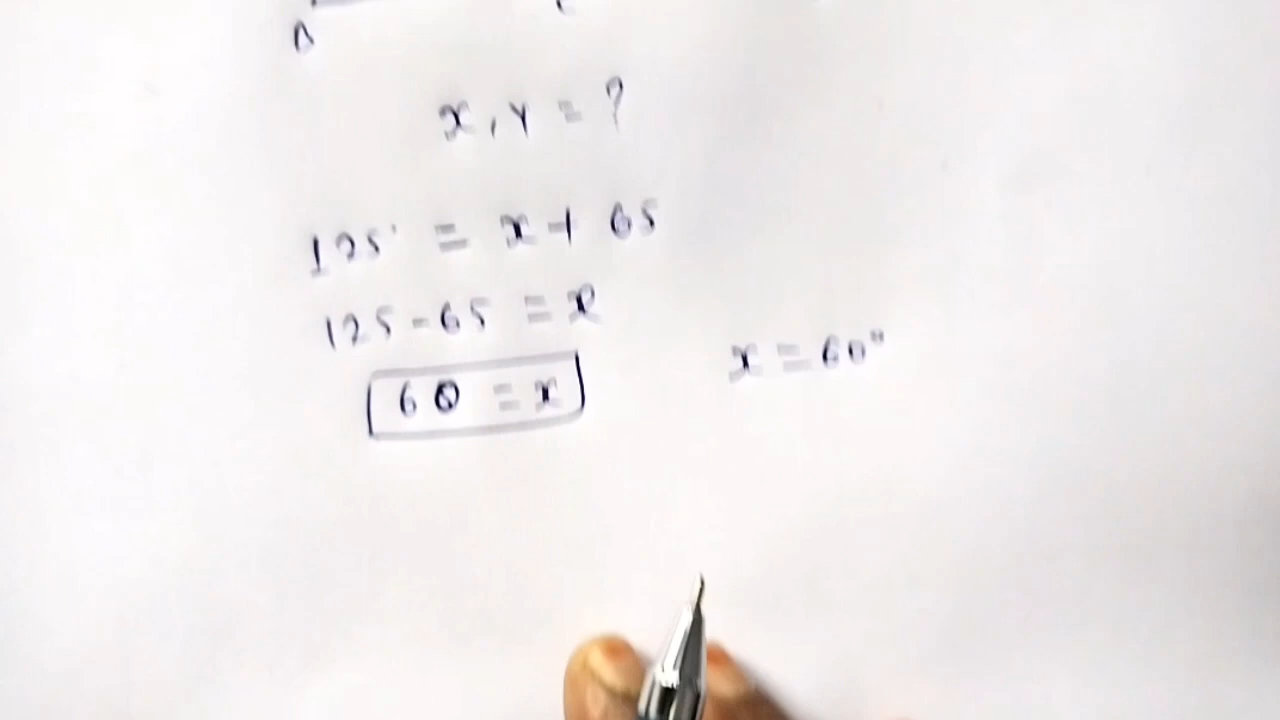 B
x, y = ?
125° = x + 65
125 - 65 = x
60 = x
x = 60°